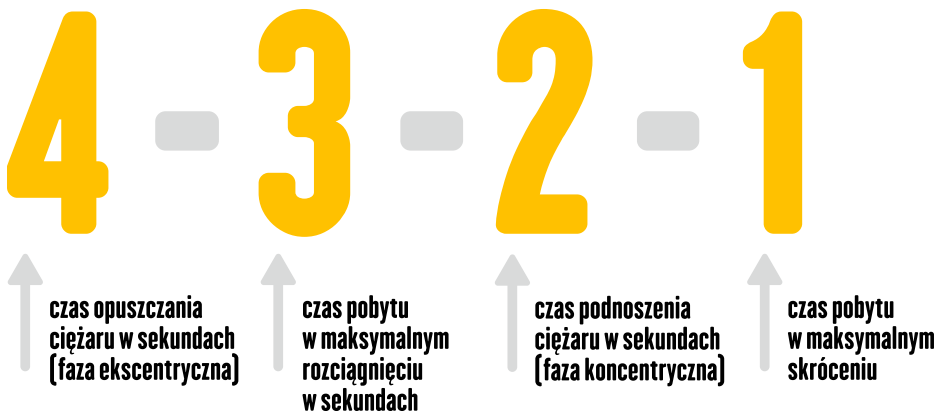 4 - 3 - 2 - 1
czas opuszczania
ciężaru w sekundach
(faza ekscentryczna)
czas pobytu
w maksymalnym
rozciągnięciu
w sekundach
czas podnoszenia
ciężaru w sekundach
(faza koncentryczna)
czas pobytu
w maksymalnym
skróceniu